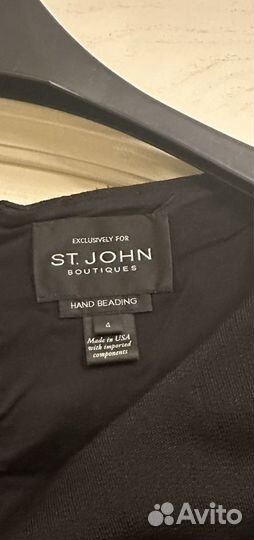 EXCLUSIVELY FOR
ST. JOHN
BOUTIQUES
HAND BEADING
4
Made in USA
with imported
components
Avito